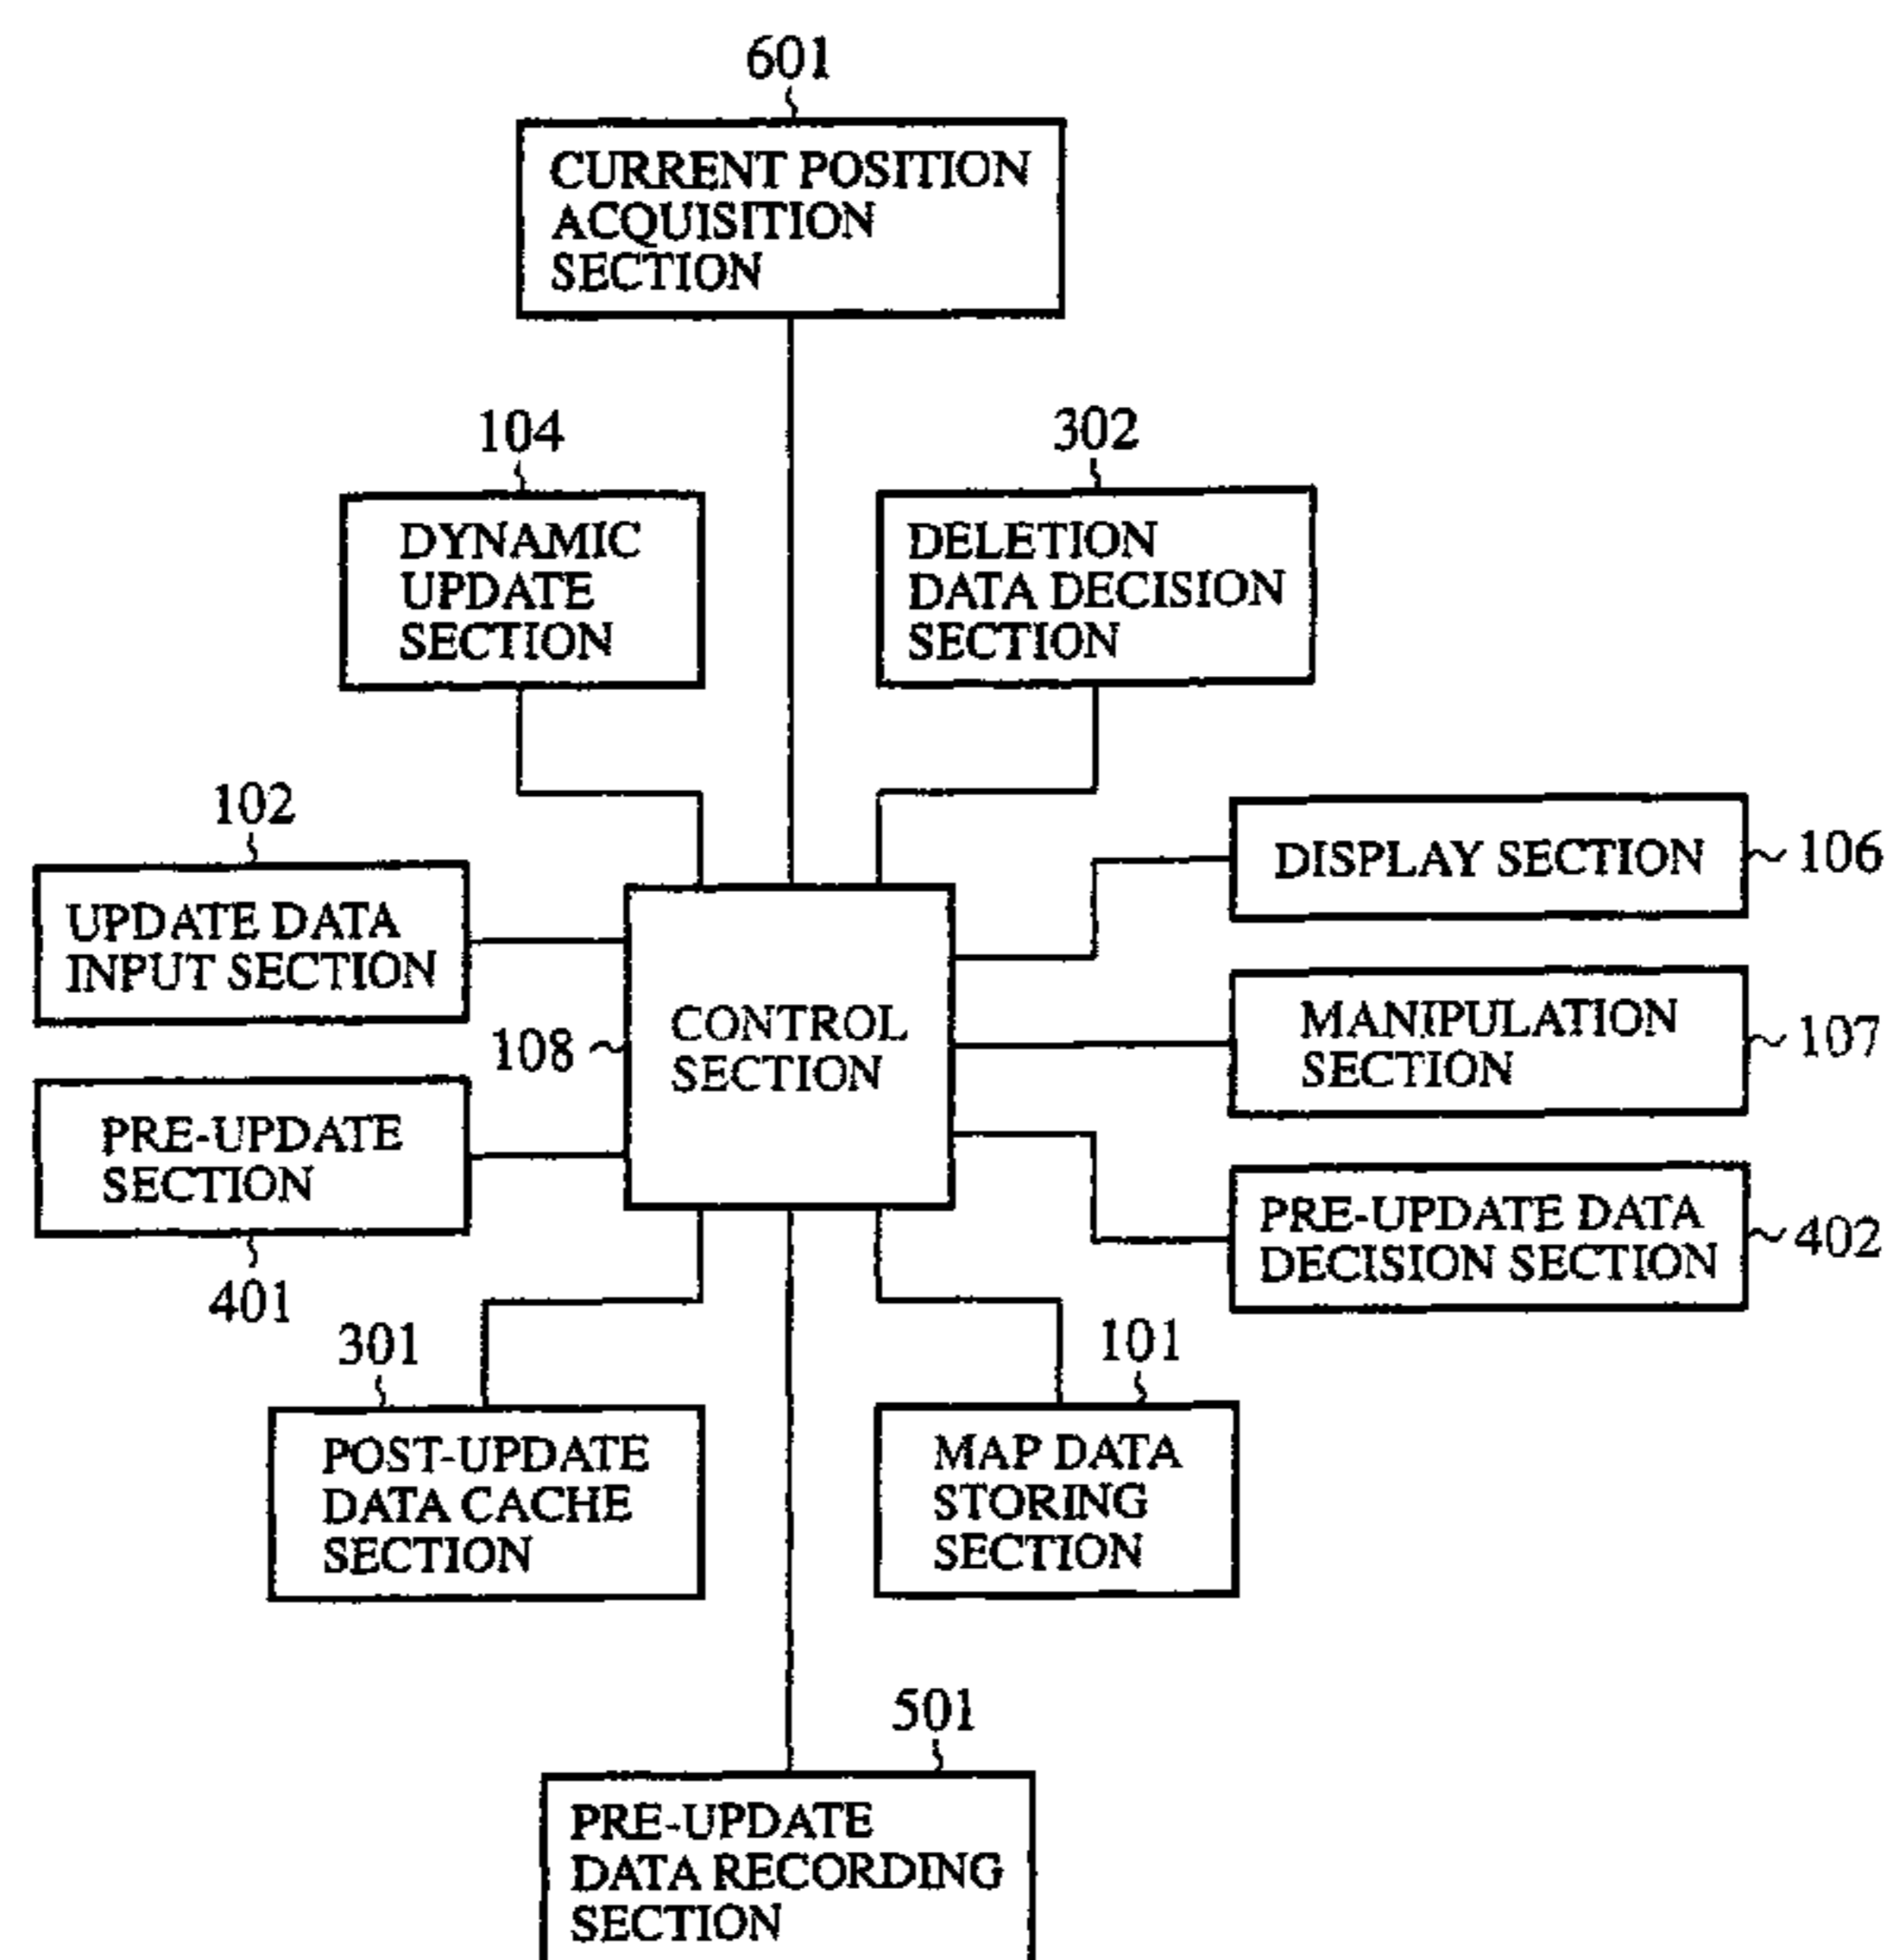 601
CURRENT POSITION
ACQUISITION
SECTION
104
DYNAMIC
UPDATE
SECTION
302
DELETION
DATA DECISION
SECTION
102
UPDATE DATA
INPUT SECTION
DISPLAY SECTION
106
108
CONTROL
SECTION
MANIPULATION
SECTION
107
PRE-UPDATE
SECTION
401
PRE-UPDATE DATA
DECISION SECTION
402
301
POST-UPDATE
DATA CACHE
SECTION
101
MAP DATA
STORING
SECTION
501
PRE-UPDATE
DATA RECORDING
SECTION